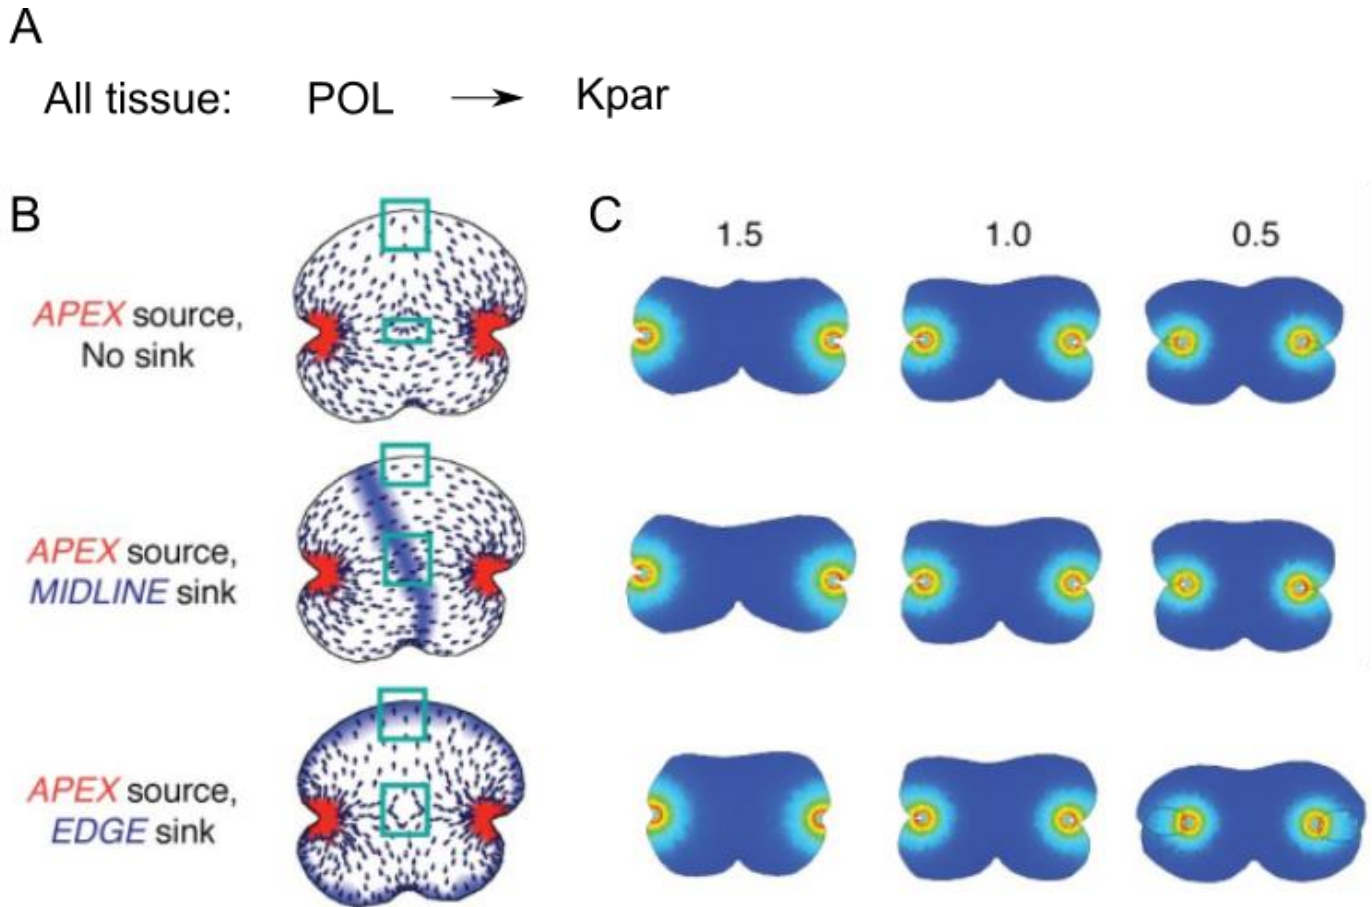 A
All tissue: POL → Kpar
B
C
1.5 1.0 0.5
APEX source,
No sink
APEX source,
MIDLINE sink
APEX source,
EDGE sink